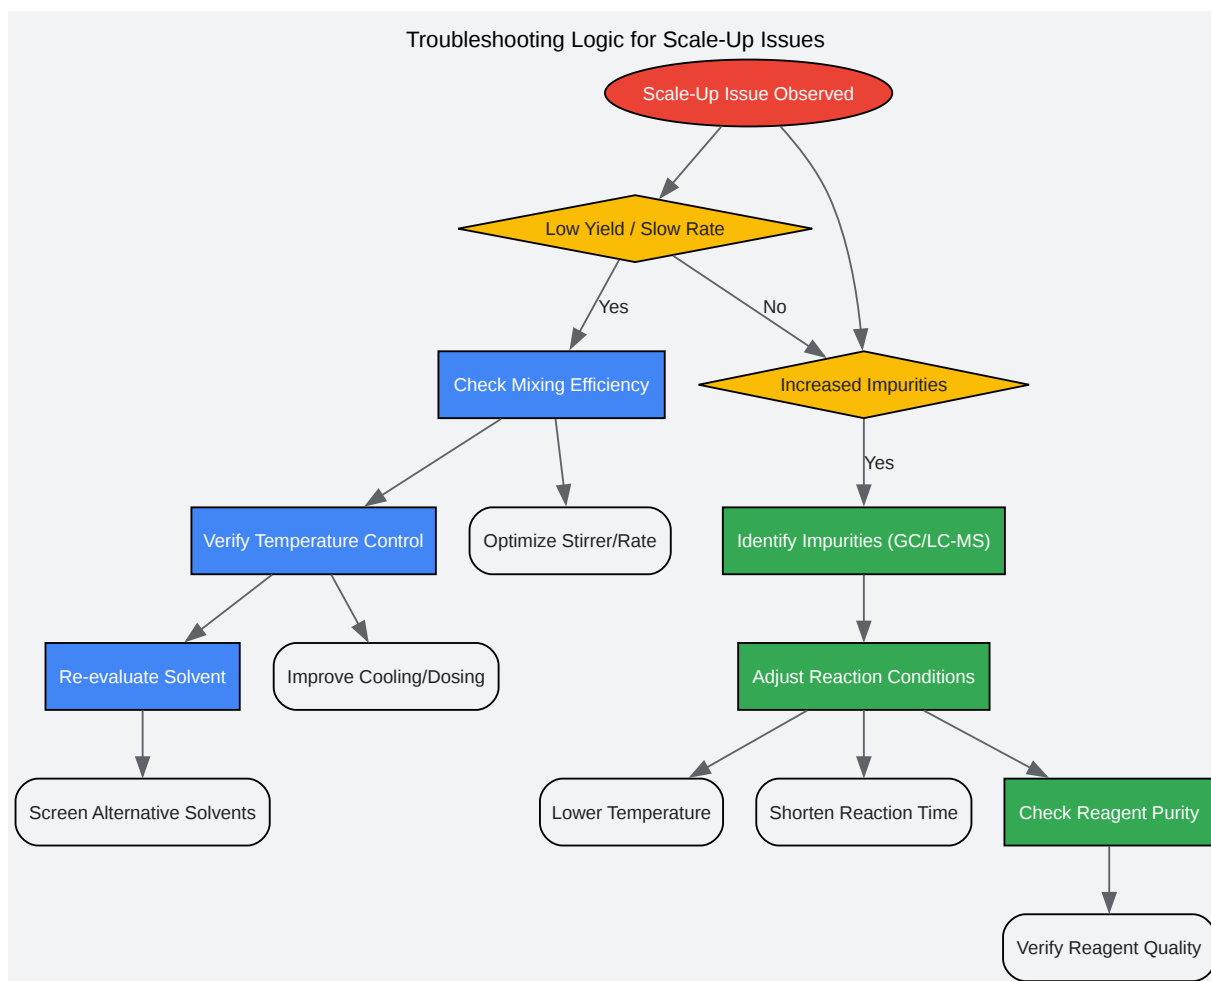 Troubleshooting Logic for Scale-Up Issues
Scale-Up Issue Observed
Low Yield / Slow Rate
Yes
No
Check Mixing Efficiency
Increased Impurities
Yes
Verify Temperature Control
Optimize Stirrer/Rate
Identify Impurities (GC/LC-MS)
Re-evaluate Solvent
Improve Cooling/Dosing
Adjust Reaction Conditions
Screen Alternative Solvents
Lower Temperature
Shorten Reaction Time
Check Reagent Purity
Verify Reagent Quality